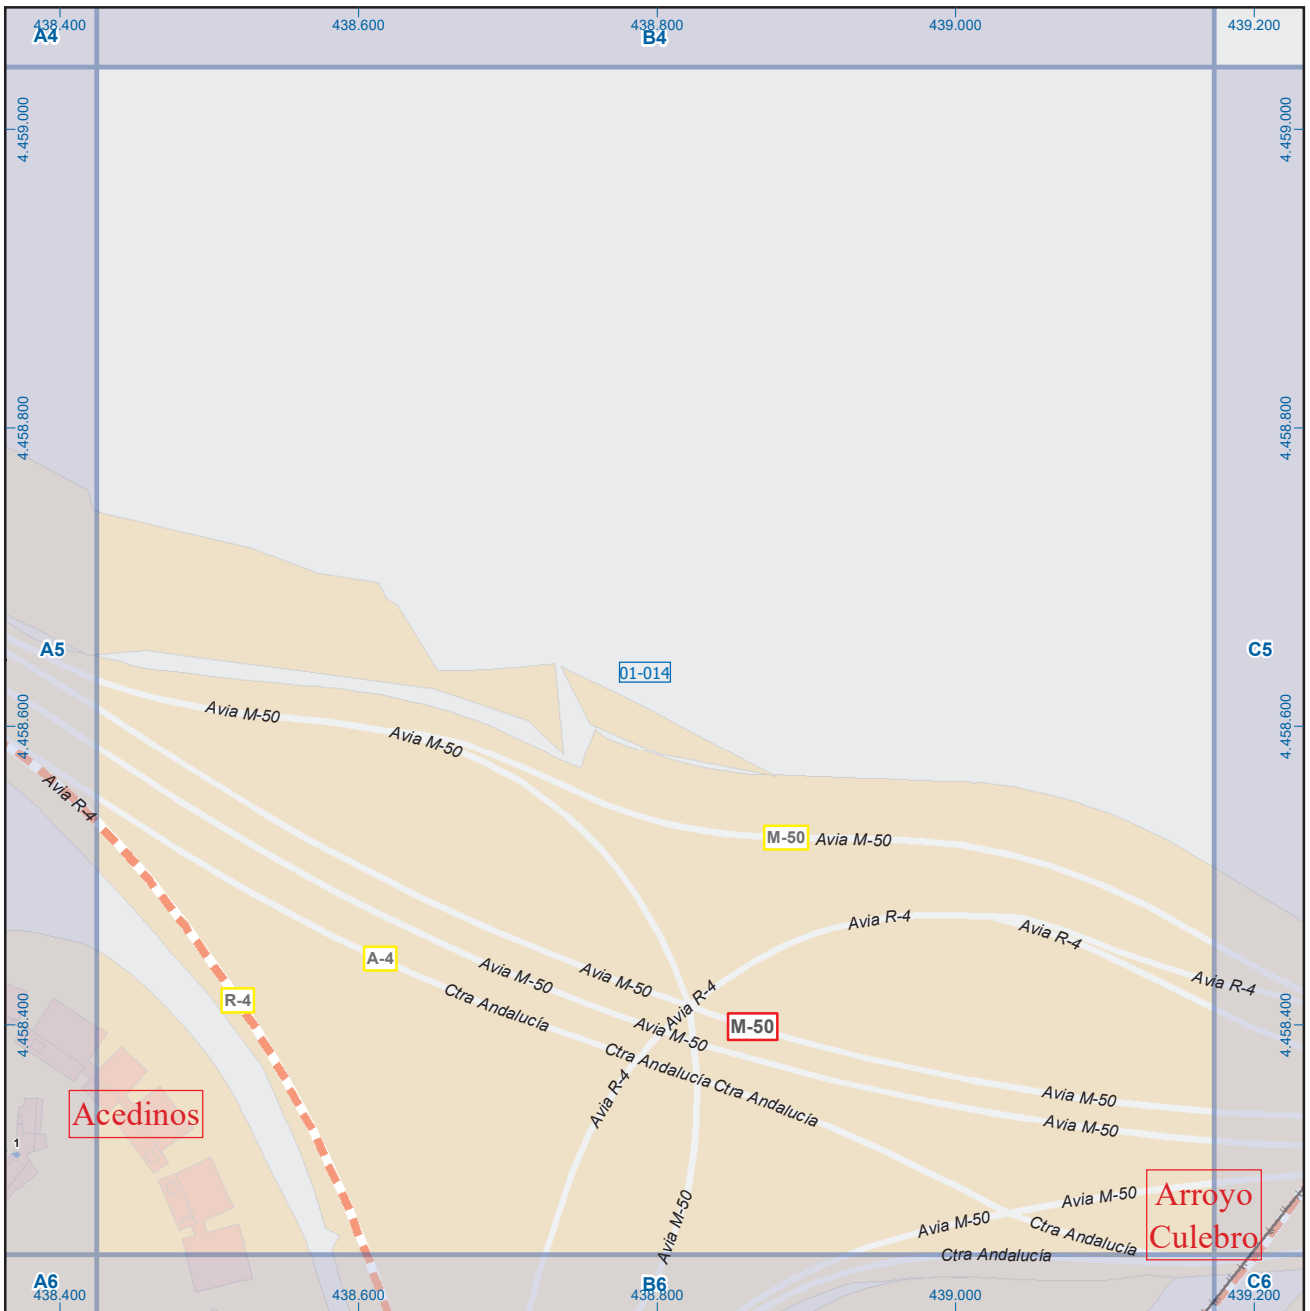 438.400
438.600
438.800
439.000
439.200
A4
B4
4.459.000
4.459.000
4.458.800
4.458.800
A5
C5
01-014
4.458.600
4.458.600
Avia M-50
Avia M-50
Avia R-4
M-50
Avia M-50
Avia R-4
Avia R-4
Avia R-4
A-4
Avia M-50
Avia M-50
Avia R-4
R-4
Ctra Andalucía
M-50
4.458.400
4.458.400
Avia M-50
Ctra Andalucía
Ctra Andalucía
Avia R-4
Avia M-50
Avia M-50
Acedinos
1
Avia M-50
Avia M-50
Avia M-50
Arroyo
Culebro
Ctra Andalucía
Ctra Andalucía
A6
B6
C6
438.400
438.600
438.800
439.000
439.200